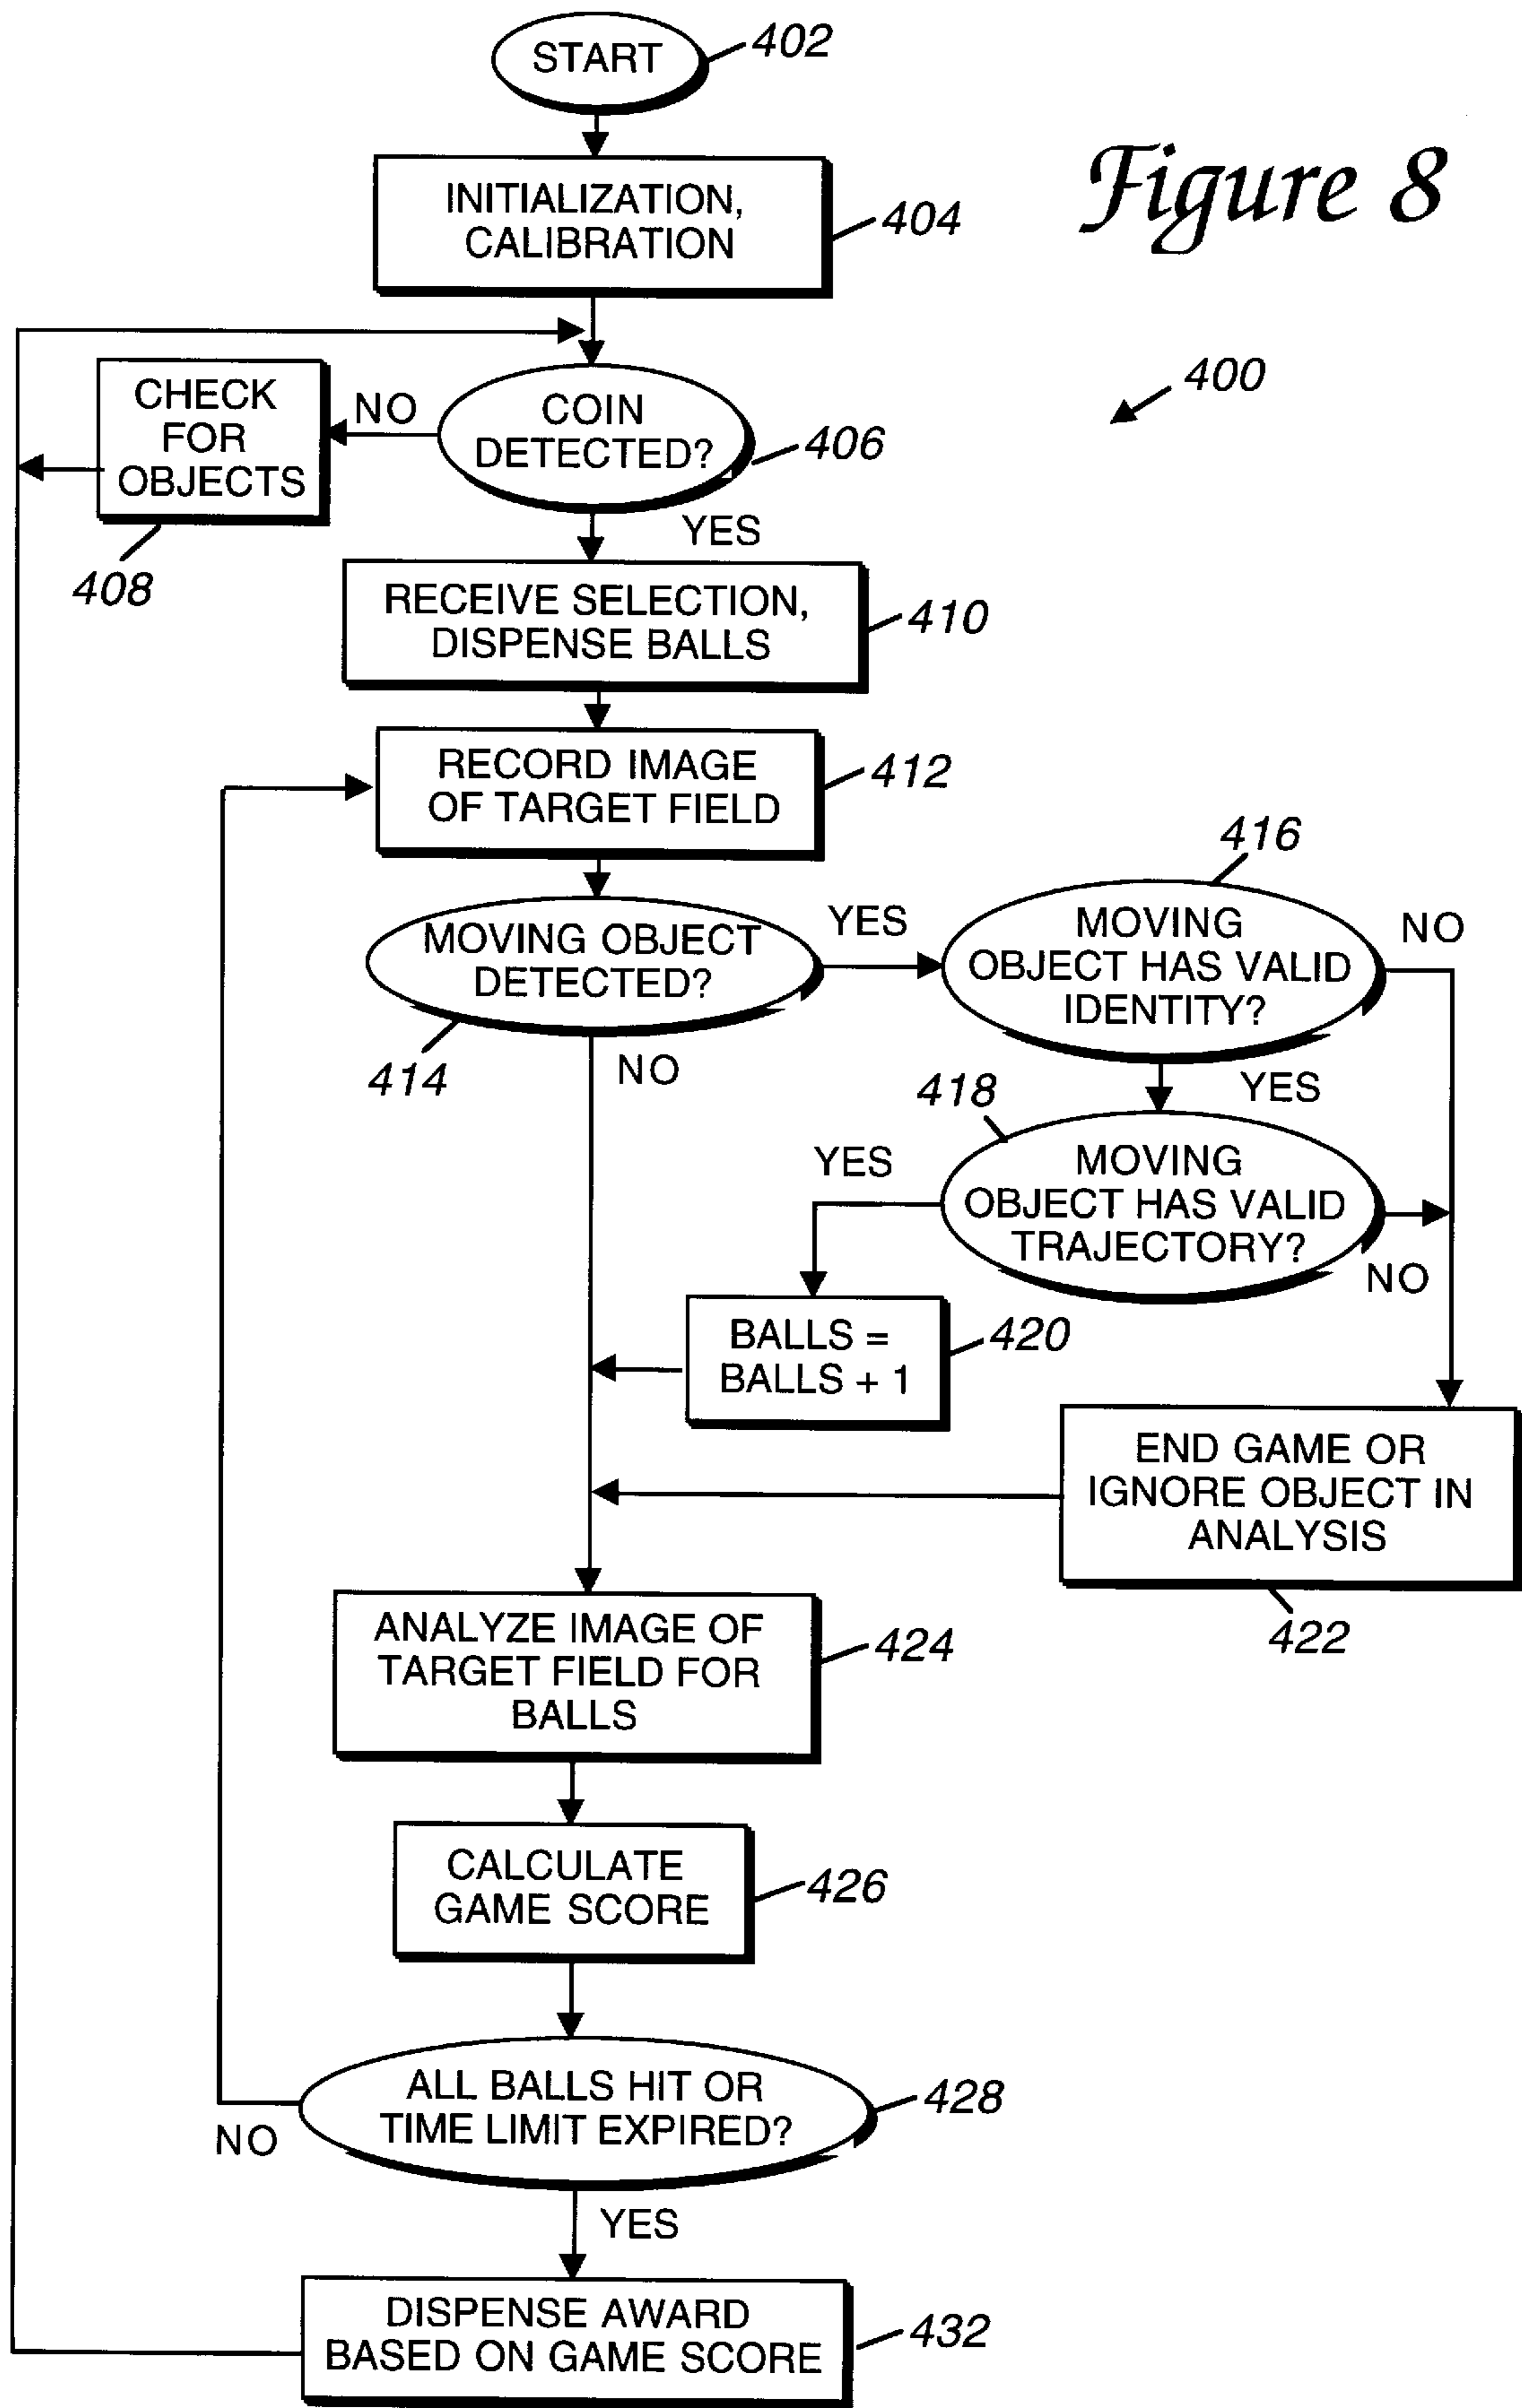 START
402
INITIALIZATION,
CALIBRATION
404
Figure 8
400
CHECK
FOR
OBJECTS
NO
COIN
DETECTED?
406
408
YES
RECEIVE SELECTION,
DISPENSE BALLS
410
RECORD IMAGE
OF TARGET FIELD
412
416
MOVING OBJECT
DETECTED?
YES
MOVING
OBJECT HAS VALID
IDENTITY?
NO
414
NO
418
YES
YES
MOVING
OBJECT HAS VALID
TRAJECTORY?
NO
BALLS =
BALLS + 1
420
END GAME OR
IGNORE OBJECT IN
ANALYSIS
422
ANALYZE IMAGE OF
TARGET FIELD FOR
BALLS
424
CALCULATE
GAME SCORE
426
ALL BALLS HIT OR
TIME LIMIT EXPIRED?
428
NO
YES
DISPENSE AWARD
BASED ON GAME SCORE
432